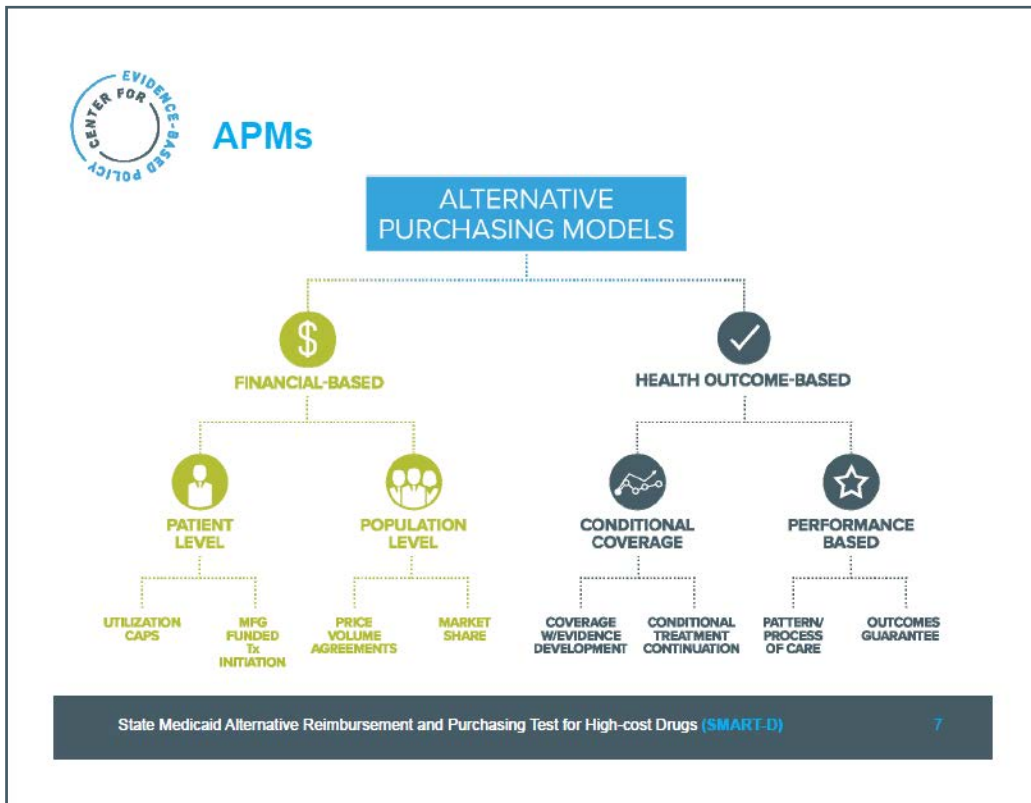 CENTER FOR
EVIDENCE-BASED POLICY
APMs
ALTERNATIVE
PURCHASING MODELS
$
FINANCIAL-BASED
HEALTH OUTCOME-BASED
PATIENT
LEVEL
POPULATION
LEVEL
CONDITIONAL
COVERAGE
PERFORMANCE
BASED
UTILIZATION
CAPS
MFG
FUNDED
Tx
INITIATION
PRICE
VOLUME
AGREEMENTS
MARKET
SHARE
COVERAGE
W/EVIDENCE
DEVELOPMENT
CONDITIONAL
TREATMENT
CONTINUATION
PATTERN/
PROCESS
OF CARE
OUTCOMES
GUARANTEE
State Medicaid Alternative Reimbursement and Purchasing Test for High-cost Drugs (SMART-D) 7